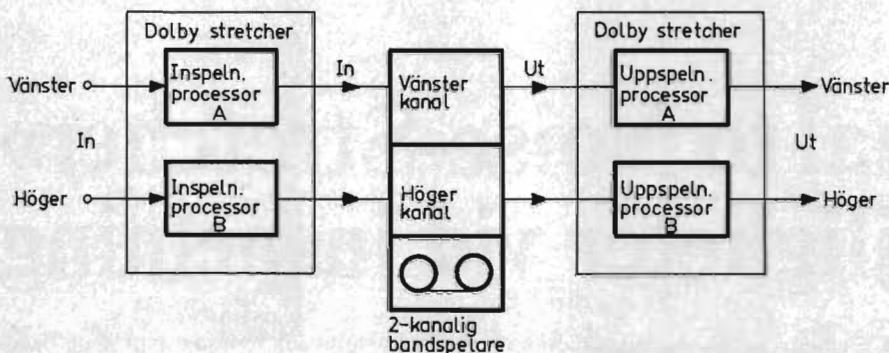 Dolby stretcher
Dolby stretcher
Vänster
Inspeln.
processor
A
In
Vänster
kanal
Ut
Uppspeln.
processor
A
Vänster
In
Ut
Höger
Inspeln.
processor
B
Höger
kanal
Uppspeln.
processor
B
Höger
2-kanalig
bandspelare